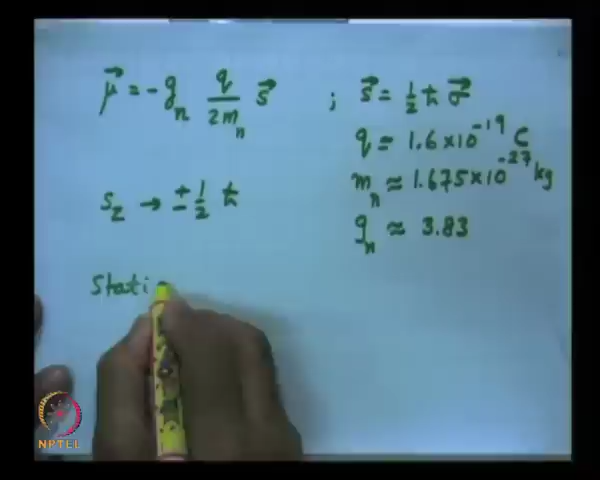 μ⃗ = -g_n q/2m_n s⃗ ; s⃗ = 1/2 ħ σ⃗
q = 1.6×10^-19 C
m_n ≈ 1.675×10^-27 kg
s_z → ±1/2 ħ
g_n ≈ 3.83
Stati
NPTEL